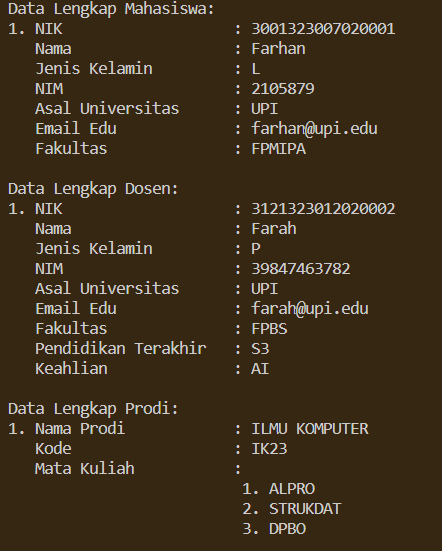 Data Lengkap Mahasiswa:
1. NIK : 3001323007020001
Nama : Farhan
Jenis Kelamin : L
NIM : 2105879
Asal Universitas : UPI
Email Edu : farhan@upi.edu
Fakultas : FPMIPA
Data Lengkap Dosen:
1. NIK : 3121323012020002
Nama : Farah
Jenis Kelamin : P
NIM : 39847463782
Asal Universitas : UPI
Email Edu : farah@upi.edu
Fakultas : FPBS
Pendidikan Terakhir : S3
Keahlian : AI
Data Lengkap Prodi:
1. Nama Prodi : ILMU KOMPUTER
Kode : IK23
Mata Kuliah :
1. ALPRO
2. STRUKDAT
3. DPBO